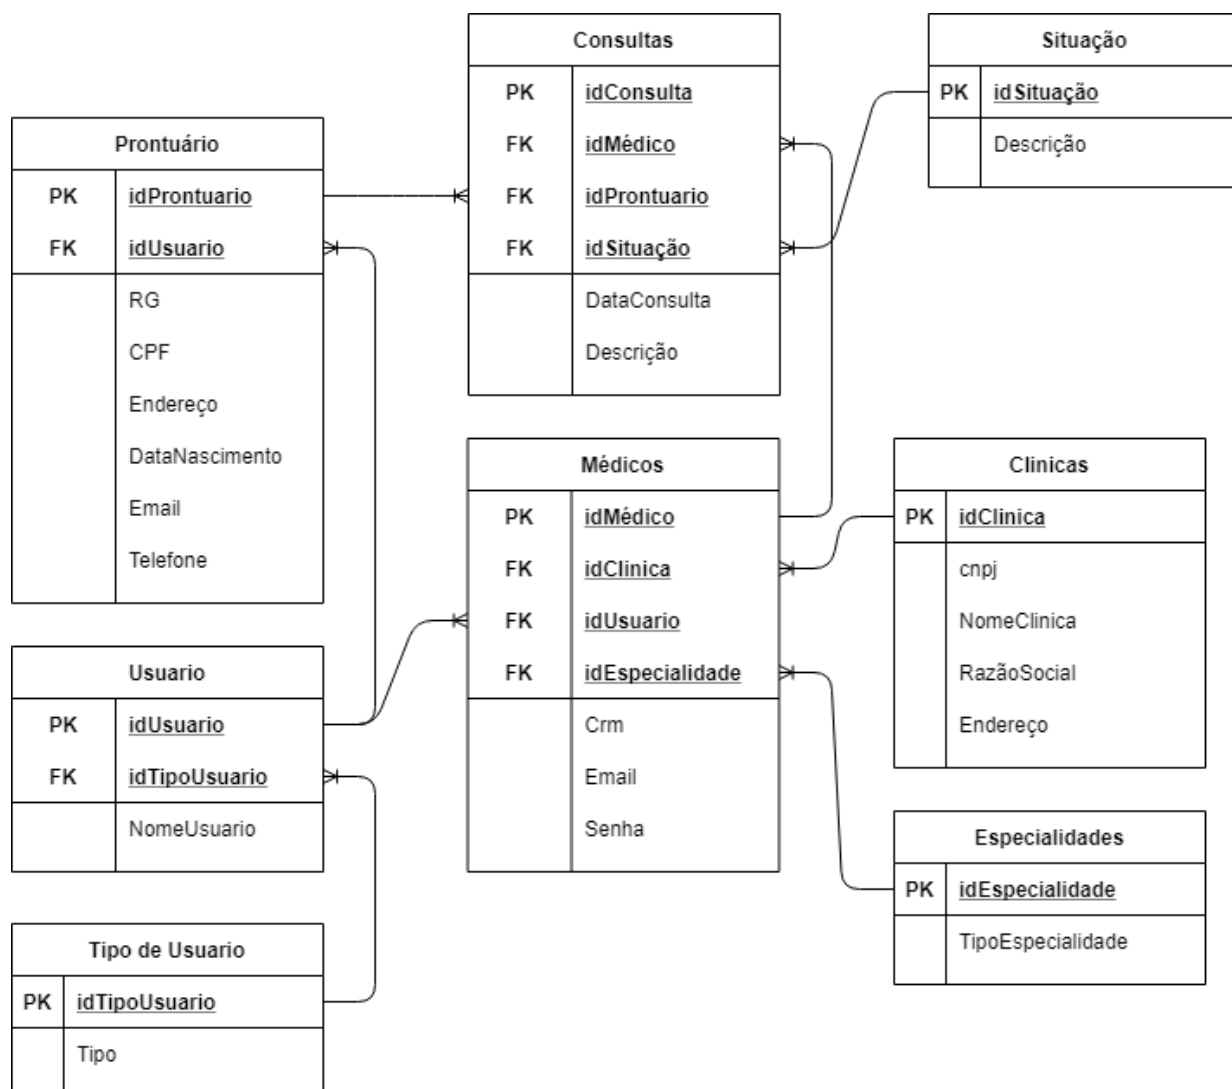 Consultas
PK idConsulta
FK idMédico
FK idProntuario
FK idSituação
DataConsulta
Descrição
Situação
PK idSituação
Descrição
Prontuário
PK idProntuario
FK idUsuario
RG
CPF
Endereço
DataNascimento
Email
Telefone
Médicos
PK idMédico
FK idClinica
FK idUsuario
FK idEspecialidade
Crm
Email
Senha
Clinicas
PK idClinica
cnpj
NomeClinica
RazãoSocial
Endereço
Usuario
PK idUsuario
FK idTipoUsuario
NomeUsuario
Especialidades
PK idEspecialidade
TipoEspecialidade
Tipo de Usuario
PK idTipoUsuario
Tipo